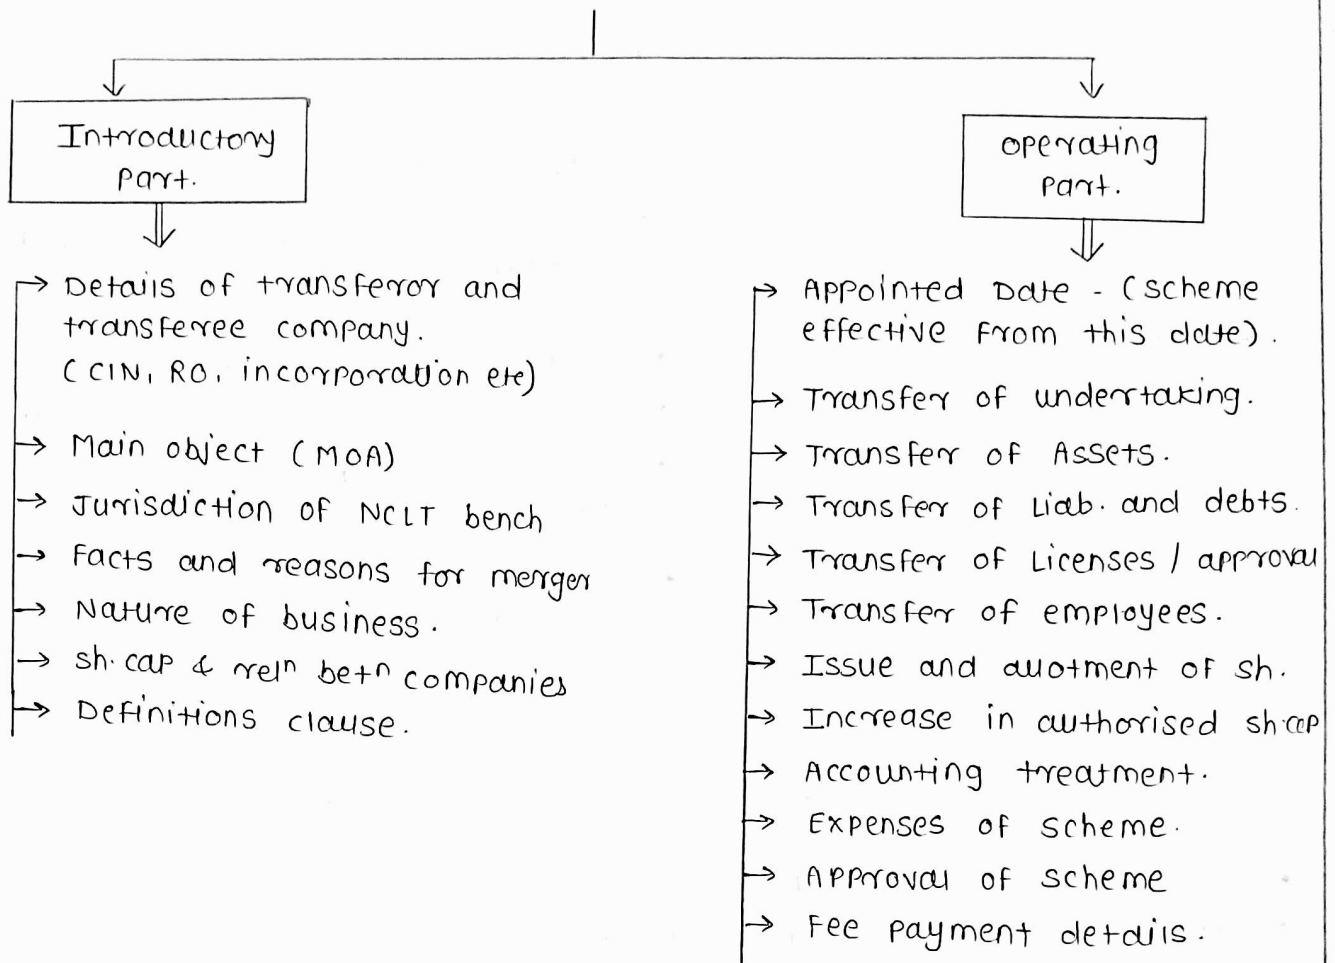 Introductory
Part.
Details of transferor and
transferee company.
(CIN, RO, incorporation etc)
Main object (MOA)
Jurisdiction of NCLT bench
Facts and reasons for merger
Nature of business.
sh. cap & relⁿ betⁿ companies
Definitions clause.
operating
Part.
Appointed Date - (scheme
effective from this date).
Transfer of undertaking.
Transfer of Assets.
Transfer of Liab. and debts.
Transfer of Licenses / approval
Transfer of employees.
Issue and allotment of sh.
Increase in authorised sh.cap
Accounting treatment.
Expenses of scheme.
Approval of scheme
Fee payment details.